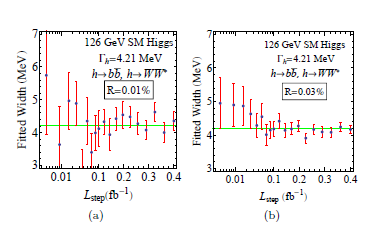 126 GeV SM Higgs
Γh=4.21 MeV
h→bb̅, h→WW*
R=0.01%
Fitted Width (MeV)
7
6
5
4
3
0.01 0.1 0.2 0.3 0.4
Lstep(fb⁻¹)
(a)
126 GeV SM Higgs
Γh=4.21 MeV
h→bb̅, h→WW*
R=0.03%
Fitted Width (MeV)
7
6
5
4
3
0.01 0.1 0.2 0.3 0.4
Lstep (fb⁻¹)
(b)